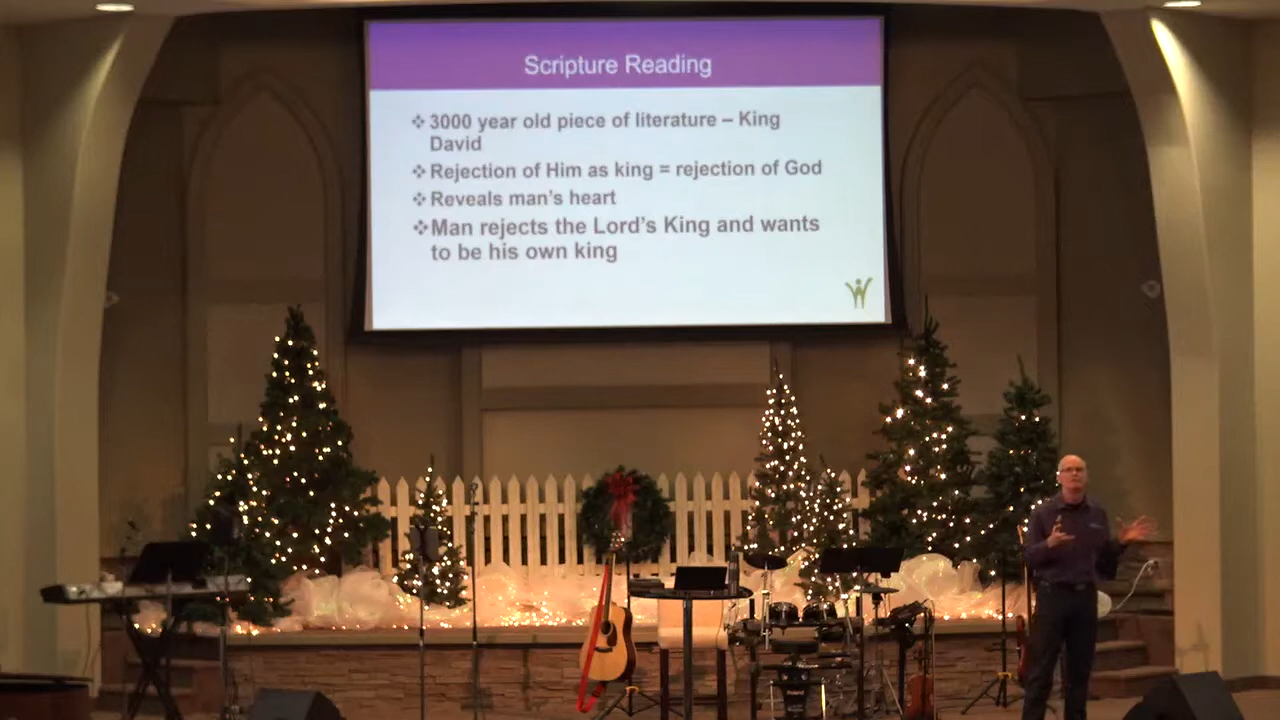 Scripture Reading
❖3000 year old piece of literature – King
David
❖Rejection of Him as king = rejection of God
❖Reveals man's heart
❖Man rejects the Lord's King and wants
to be his own king